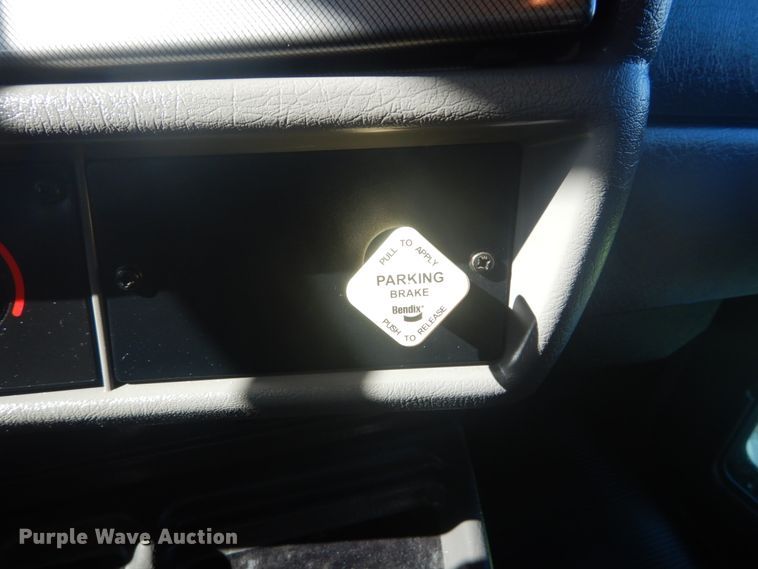 PULL TO APPLY
PARKING
BRAKE
Bendix
PUSH TO RELEASE
Purple Wave Auction